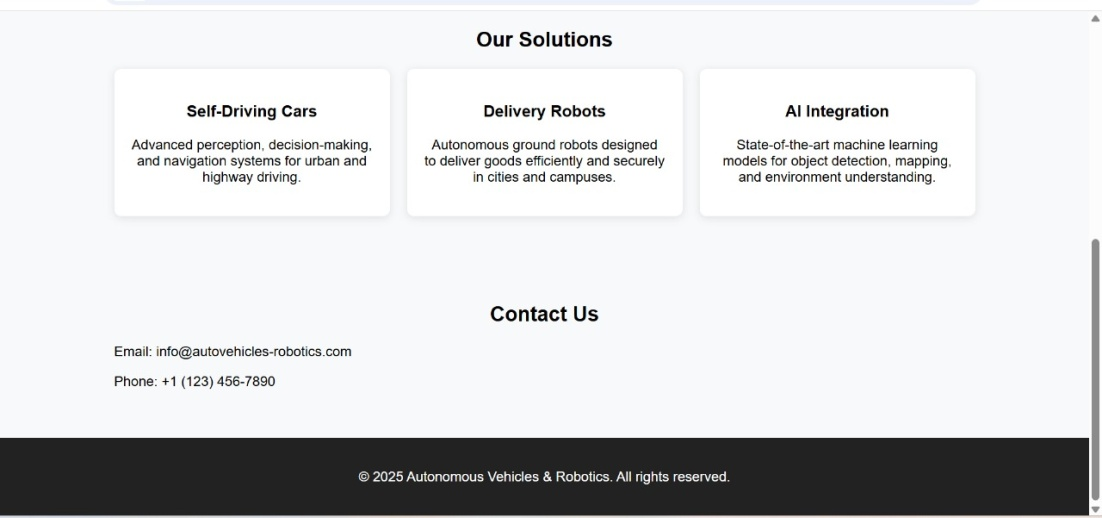 Our Solutions
Self-Driving Cars
Advanced perception, decision-making,
and navigation systems for urban and
highway driving.
Delivery Robots
Autonomous ground robots designed
to deliver goods efficiently and securely
in cities and campuses.
AI Integration
State-of-the-art machine learning
models for object detection, mapping,
and environment understanding.
Contact Us
Email: info@autovehicles-robotics.com
Phone: +1 (123) 456-7890
© 2025 Autonomous Vehicles & Robotics. All rights reserved.